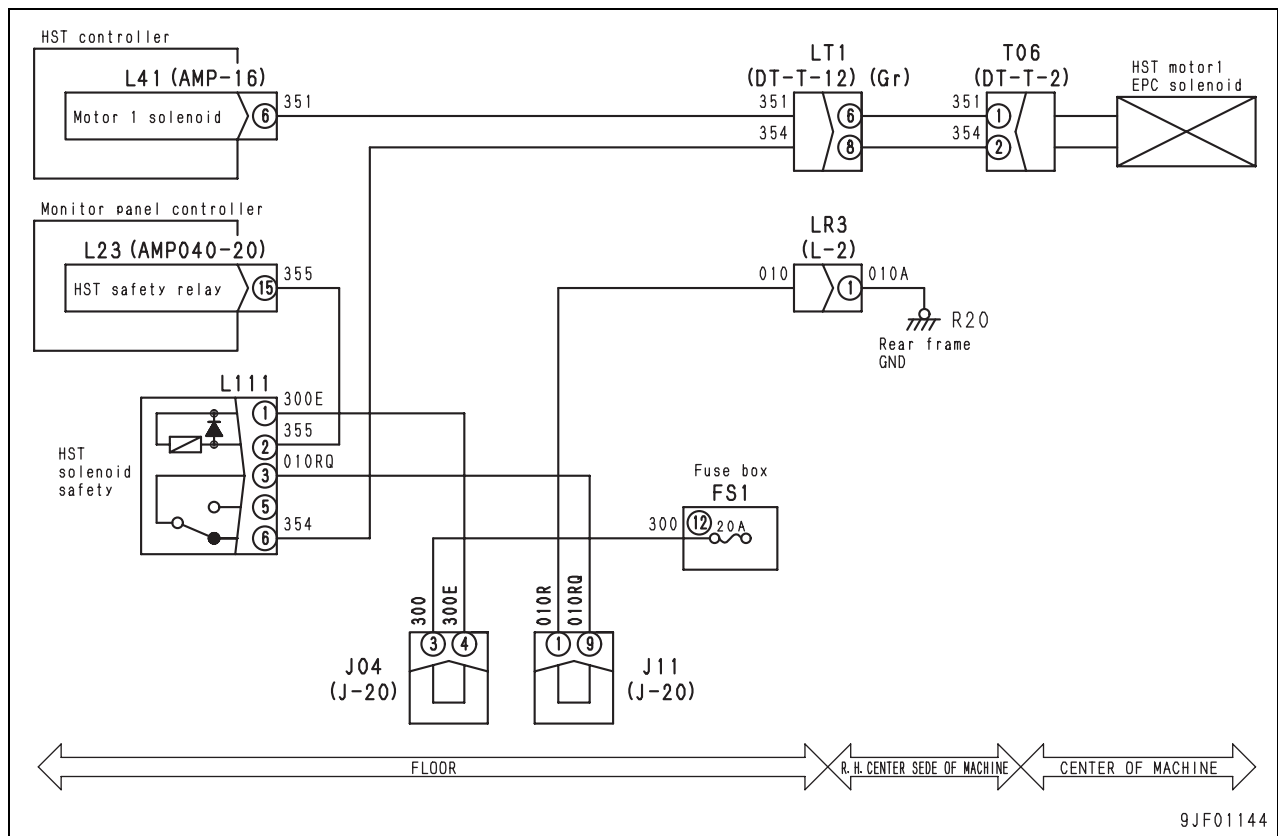 HST controller
L41 (AMP-16)
Motor 1 solenoid
6
351
LT1
(DT-T-12) (Gr)
351
354
6
8
T06
(DT-T-2)
351
354
1
2
HST motor1
EPC solenoid
Monitor panel controller
L23 (AMP040-20)
HST safety relay
15
355
LR3
(L-2)
010
1
010A
R20
Rear frame
GND
L111
HST
solenoid
safety
1
300E
2
355
3
010RQ
5
6
354
Fuse box
FS1
300
12
20A
300
300E
010R
010RQ
3
4
1
9
J04
(J-20)
J11
(J-20)
FLOOR
R.H.CENTER SEDE OF MACHINE
CENTER OF MACHINE
9JF01144